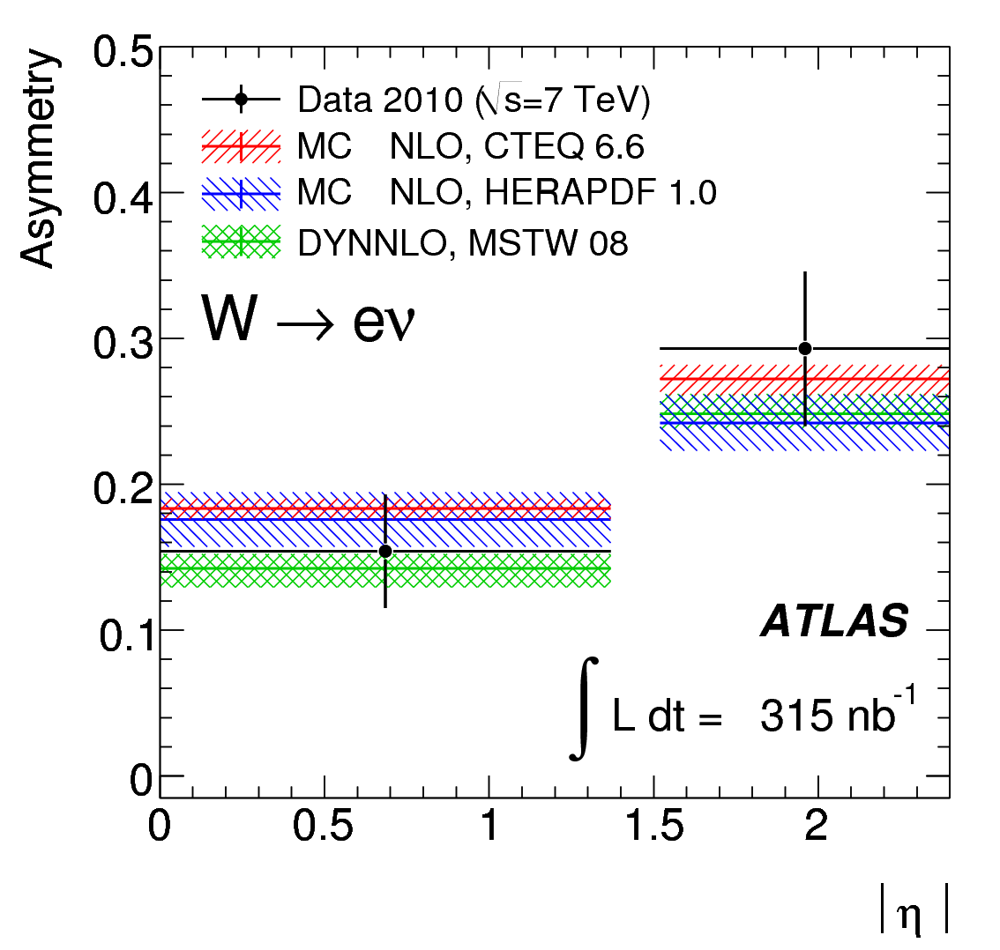 Asymmetry
0.5
0.4
0.3
0.2
0.1
0
Data 2010 (√s=7 TeV)
MC NLO, CTEQ 6.6
MC NLO, HERAPDF 1.0
DYNNLO, MSTW 08
W → eν
ATLAS
∫ L dt = 315 nb⁻¹
0 0.5 1 1.5 2
| η |